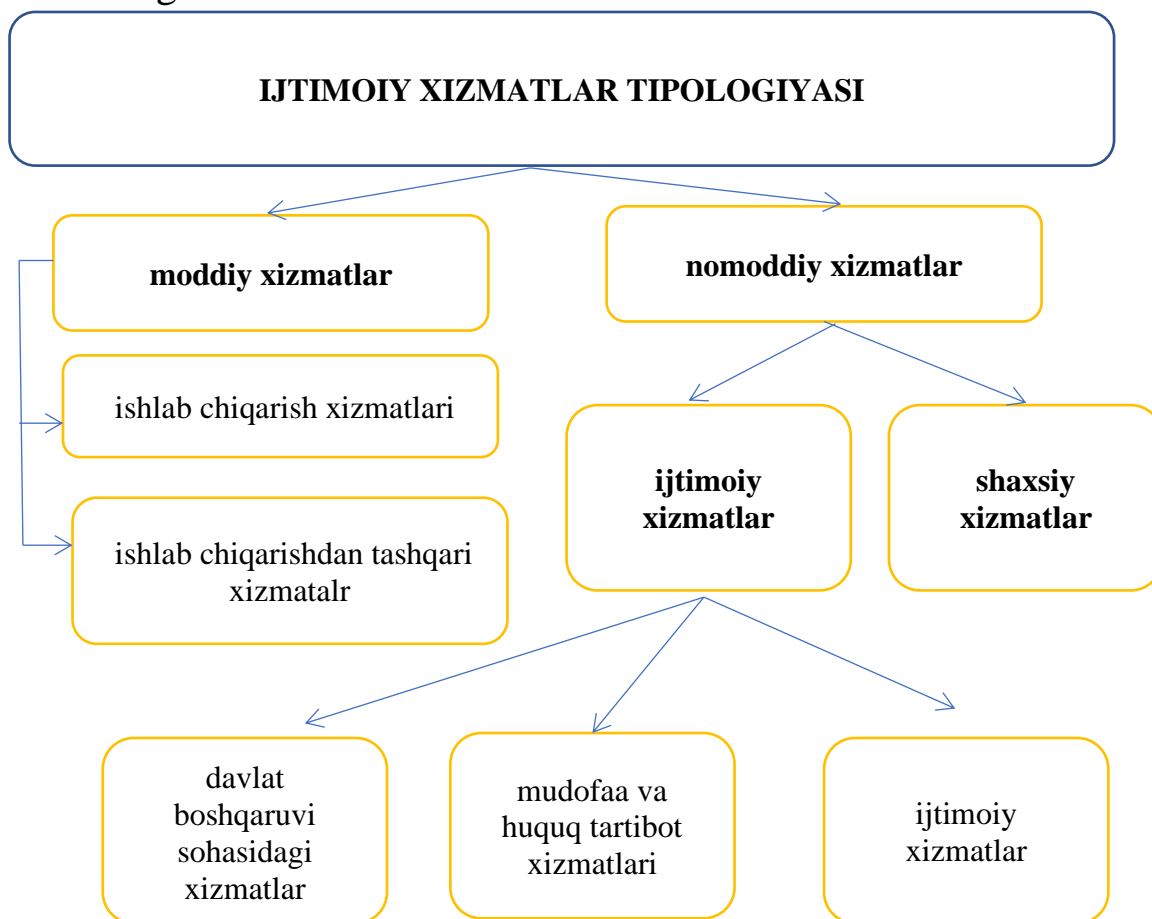 IJTIMOIY XIZMATLAR TIPOLOGIYASI
moddiy xizmatlar
nomoddiy xizmatlar
ishlab chiqarish xizmatlari
ishlab chiqarishdan tashqari
xizmatalr
ijtimoiy
xizmatlar
shaxsiy
xizmatlar
davlat
boshqaruvi
sohasidagi
xizmatlar
mudofaa va
huquq tartibot
xizmatlari
ijtimoiy
xizmatlar